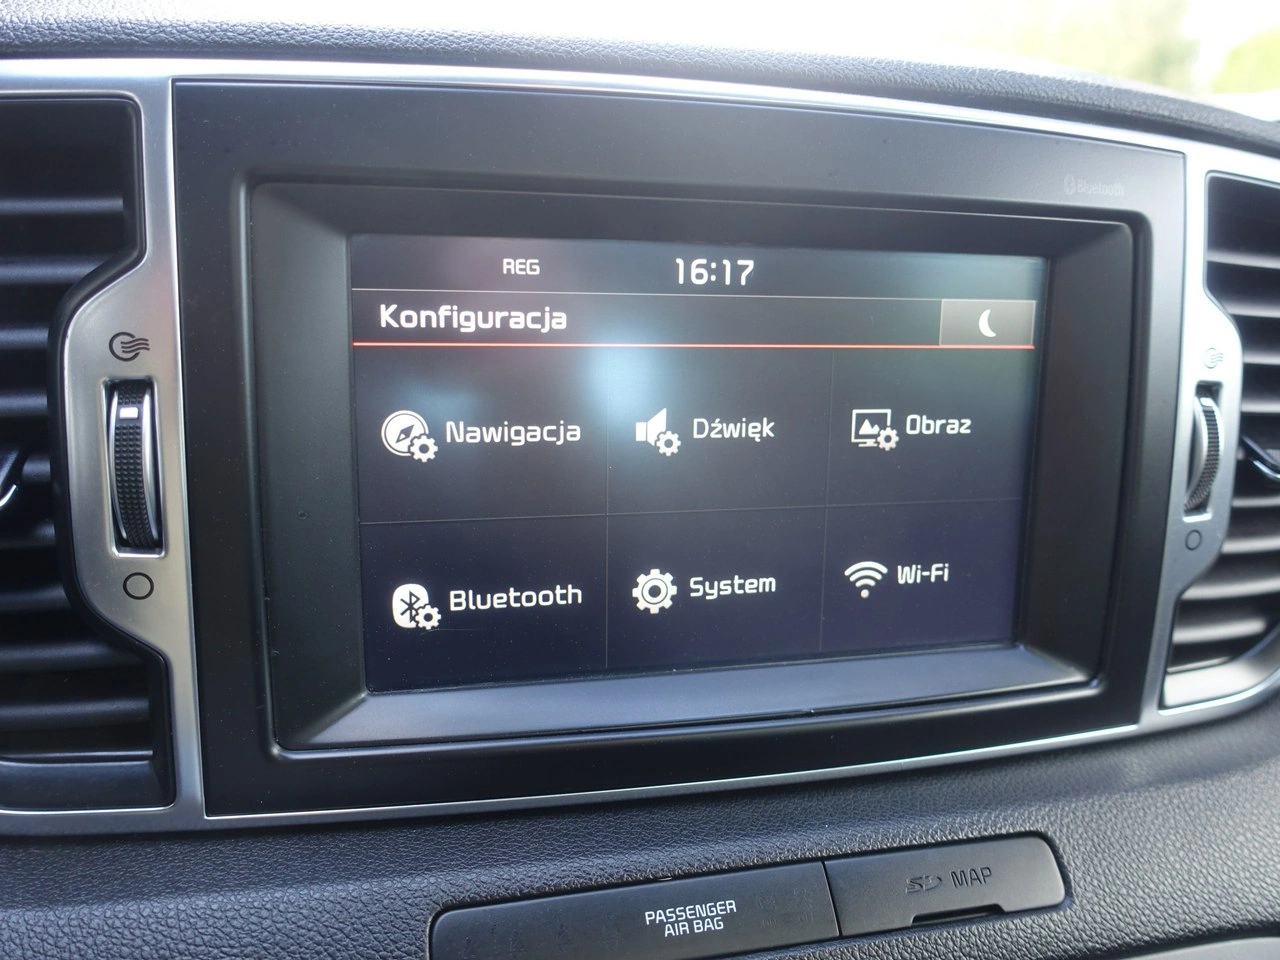 Bluetooth
REG 16:17
Konfiguracja
Nawigacja Dźwięk Obraz
Bluetooth System Wi-Fi
SD MAP
PASSENGER
AIR BAG